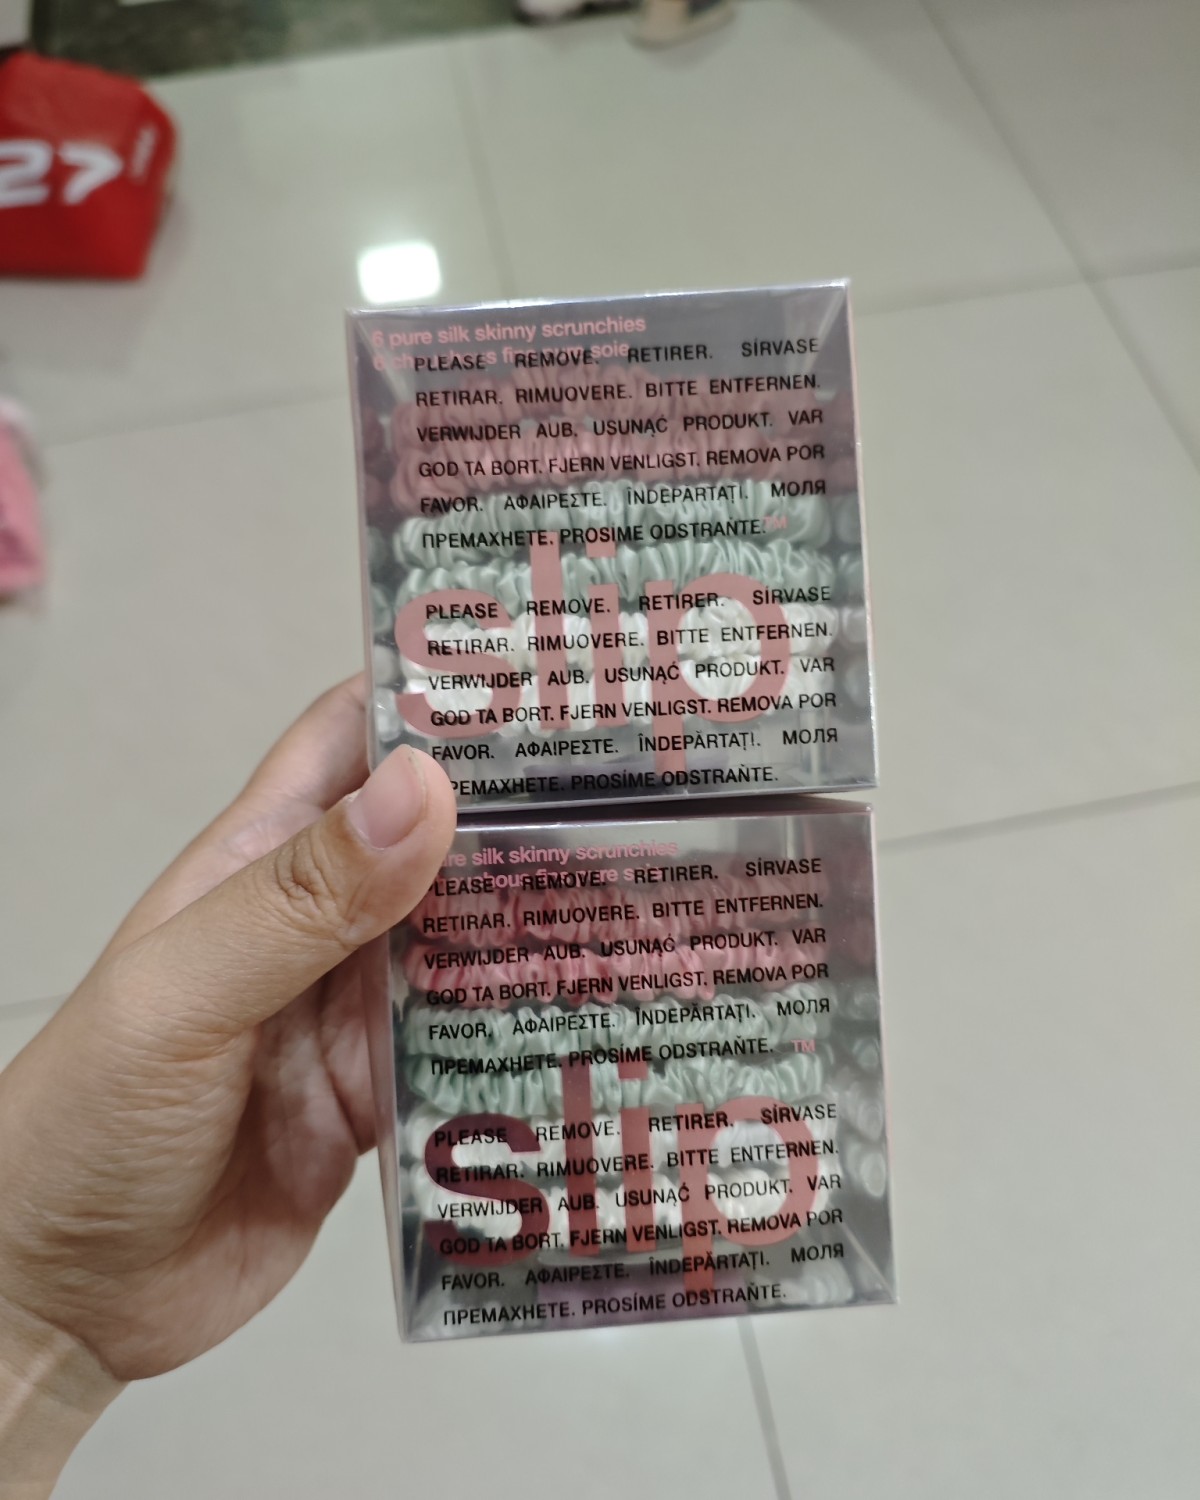 27
6 pure silk skinny scrunchies
soie
PLEASE REMOVE. RETIRER. SÍRVASE
RETIRAR. RIMUOVERE. BITTE ENTFERNEN.
VERWIJDER AUB. USUNĄĆ PRODUKT. VAR
GOD TA BORT. FJERN VENLIGST. REMOVA POR
FAVOR. ΑΦΑΙΡΕΣΤΕ. ÎNDEPĂRTAȚI. МОЛЯ
ПРЕМАХНЕТЕ. PROSÍME ODSTRAŇTE.
slip™
PLEASE REMOVE. RETIRER. SÍRVASE
RETIRAR. RIMUOVERE. BITTE ENTFERNEN.
VERWIJDER AUB. USUNĄĆ PRODUKT. VAR
GOD TA BORT. FJERN VENLIGST. REMOVA POR
FAVOR. ΑΦΑΙΡΕΣΤΕ. ÎNDEPĂRTAȚI. МОЛЯ
ПРЕМАХНЕТЕ. PROSÍME ODSTRAŇTE.
silk skinny scrunchies
PLEASE REMOVE. RETIRER. SÍRVASE
RETIRAR. RIMUOVERE. BITTE ENTFERNEN.
VERWIJDER AUB. USUNĄĆ PRODUKT. VAR
GOD TA BORT. FJERN VENLIGST. REMOVA POR
FAVOR. ΑΦΑΙΡΕΣΤΕ. ÎNDEPĂRTAȚI. МОЛЯ
ПРЕМАХНЕТЕ. PROSÍME ODSTRAŇTE.
slip™
PLEASE REMOVE. RETIRER. SÍRVASE
RETIRAR. RIMUOVERE. BITTE ENTFERNEN.
VERWIJDER AUB. USUNĄĆ PRODUKT. VAR
GOD TA BORT. FJERN VENLIGST. REMOVA POR
FAVOR. ΑΦΑΙΡΕΣΤΕ. ÎNDEPĂRTAȚI. МОЛЯ
ПРЕМАХНЕТЕ. PROSÍME ODSTRAŇTE.